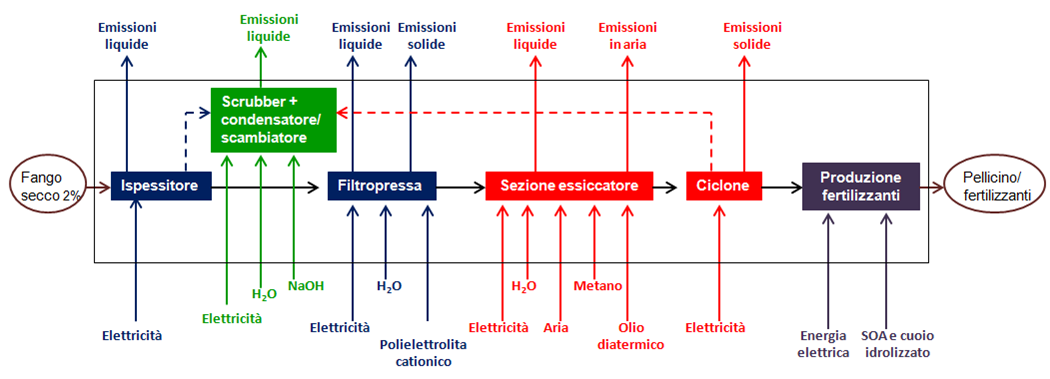 Emissioni
liquide
Emissioni
liquide
Emissioni
liquide
Emissioni
solide
Emissioni
liquide
Emissioni
in aria
Emissioni
solide
Scrubber +
condensatore/
scambiatore
Fango
secco 2%
Ispessitore
Filtropressa
Sezione essiccatore
Ciclone
Produzione
fertilizzanti
Pellicino/
fertilizzanti
Elettricità
Elettricità
H₂O
NaOH
Elettricità
H₂O
Polielettrolita
cationico
Elettricità
H₂O
Aria
Metano
Olio
diatermico
Elettricità
Energia
elettrica
SOA e cuoio
idrolizzato